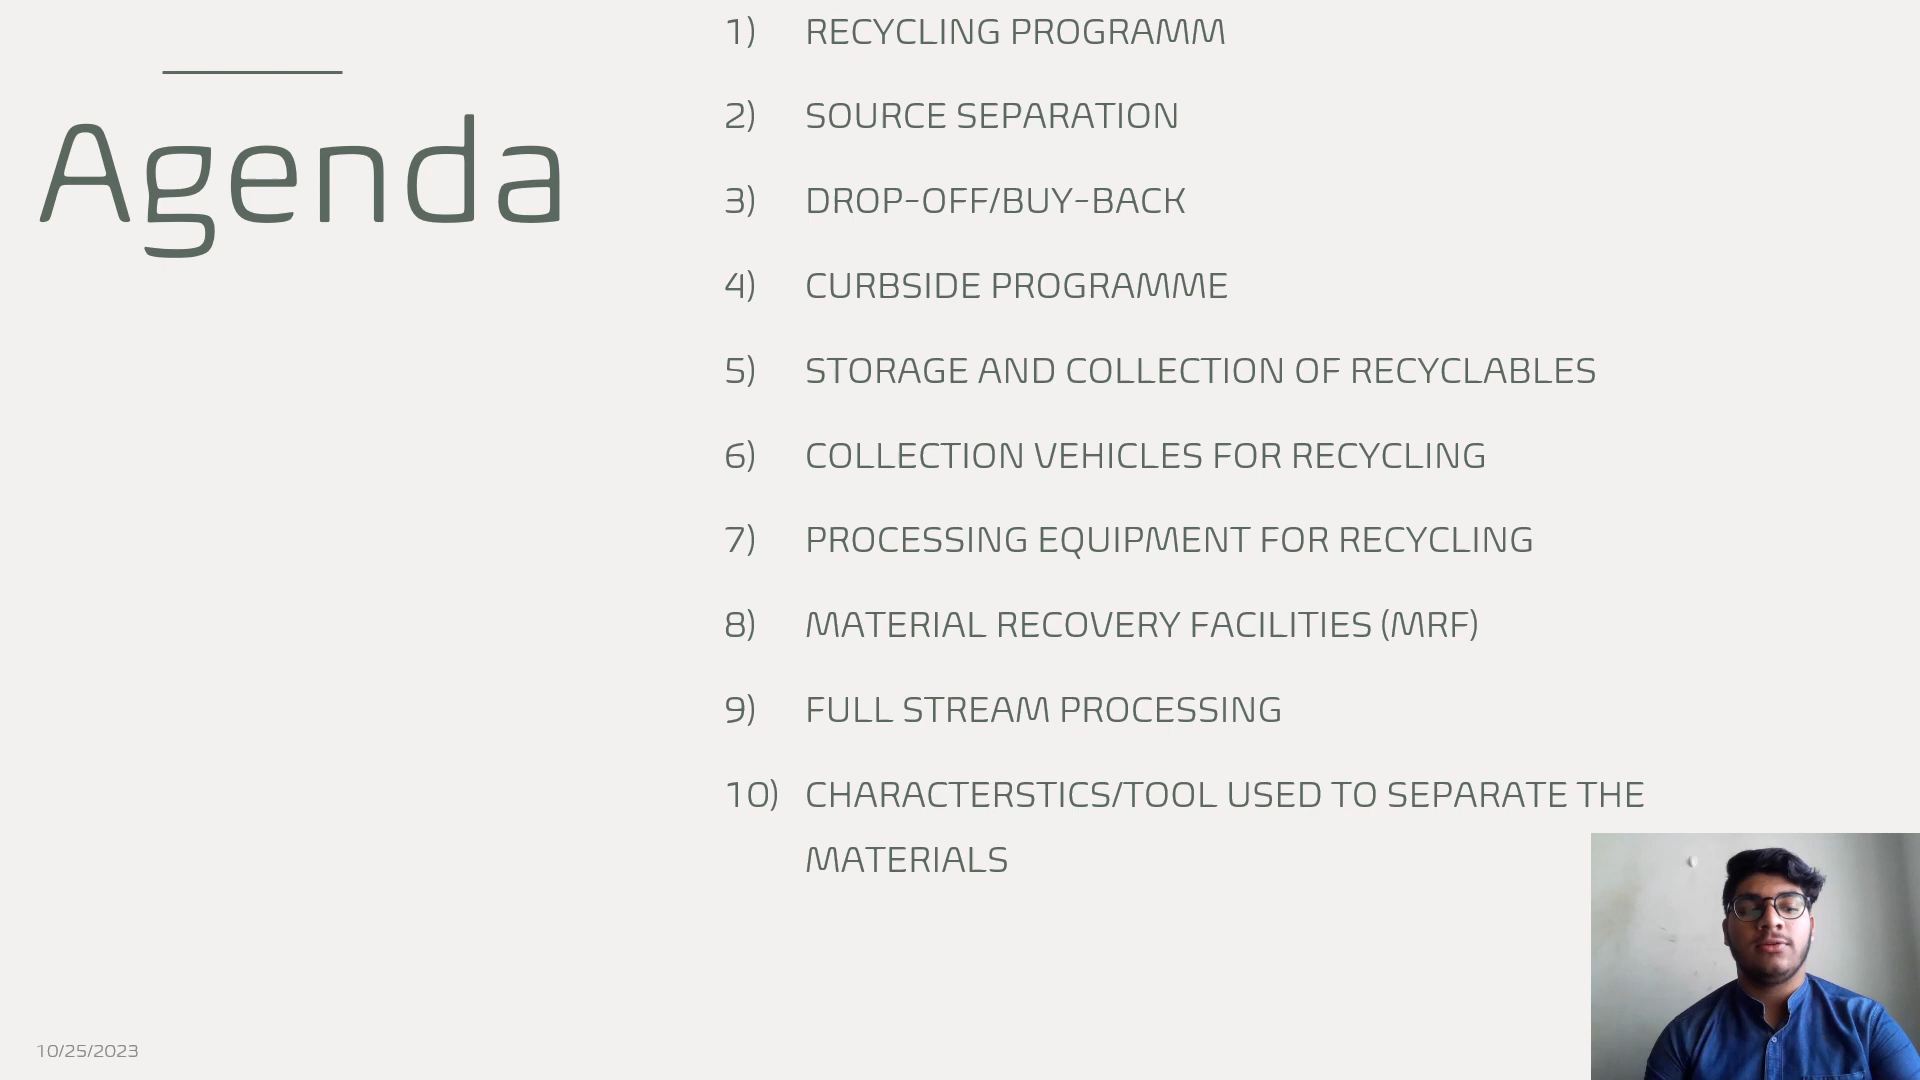 Agenda
1) RECYCLING PROGRAMM
2) SOURCE SEPARATION
3) DROP-OFF/BUY-BACK
4) CURBSIDE PROGRAMME
5) STORAGE AND COLLECTION OF RECYCLABLES
6) COLLECTION VEHICLES FOR RECYCLING
7) PROCESSING EQUIPMENT FOR RECYCLING
8) MATERIAL RECOVERY FACILITIES (MRF)
9) FULL STREAM PROCESSING
10) CHARACTERSTICS/TOOL USED TO SEPARATE THE
MATERIALS
10/25/2023